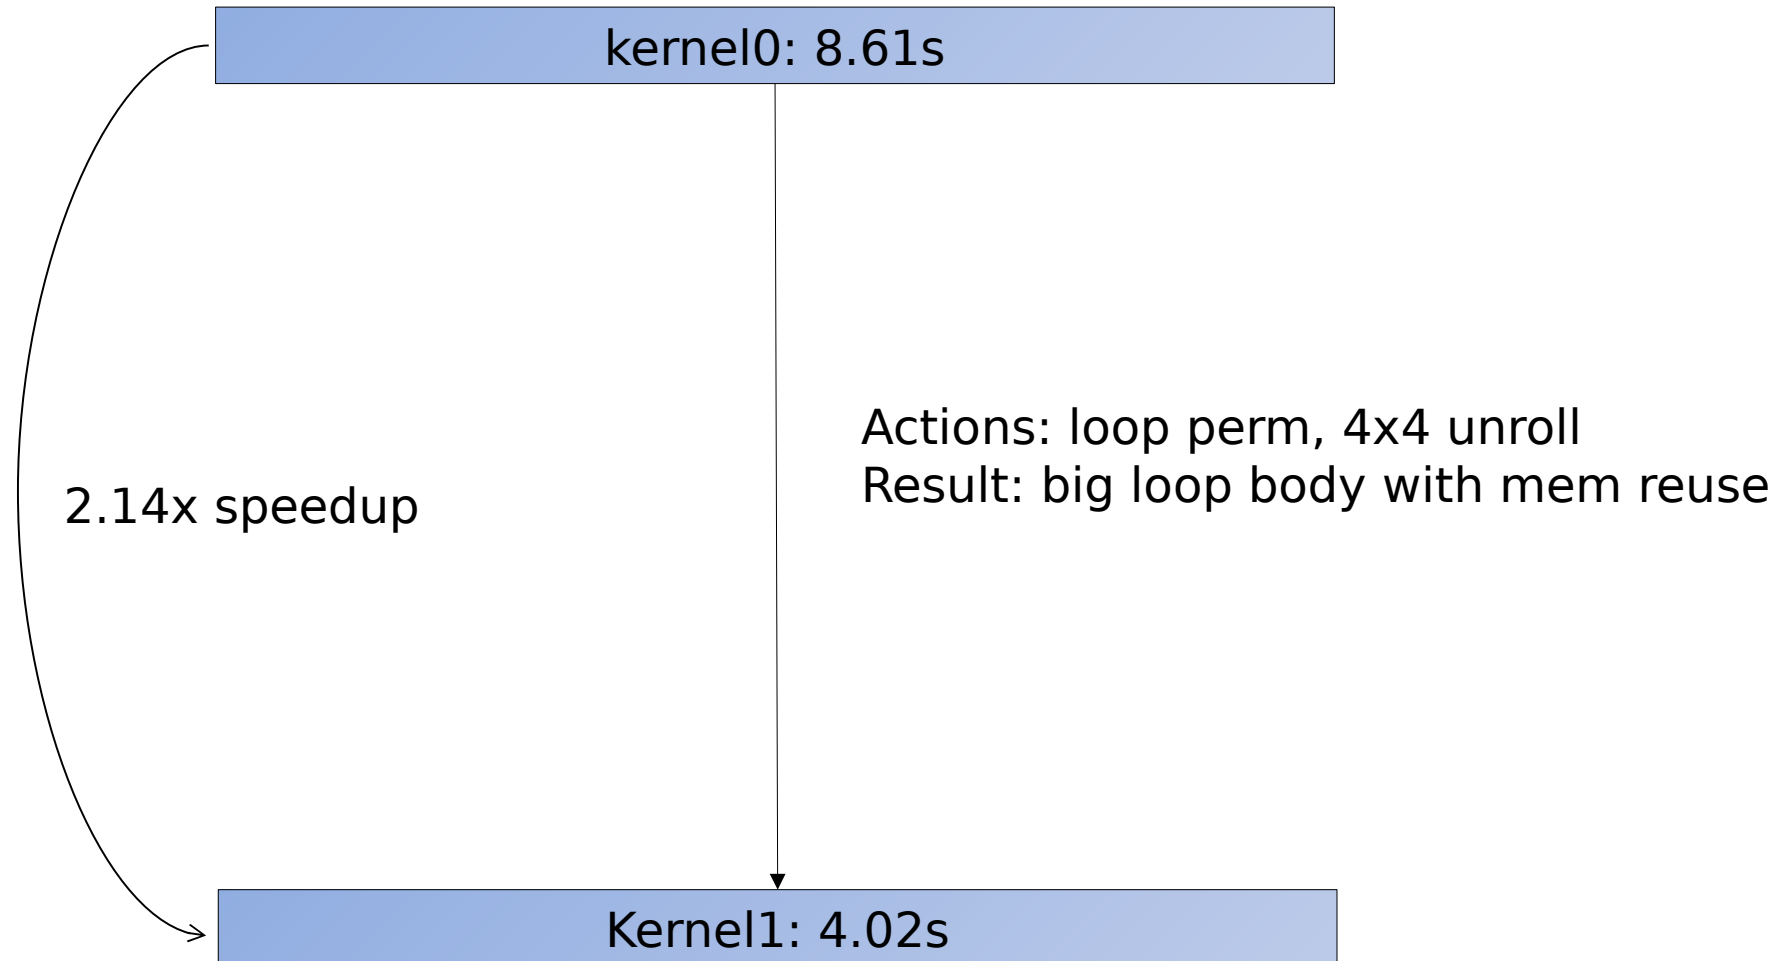 kernel0: 8.61s
Actions: loop perm, 4x4 unroll
Result: big loop body with mem reuse
2.14x speedup
Kernel1: 4.02s